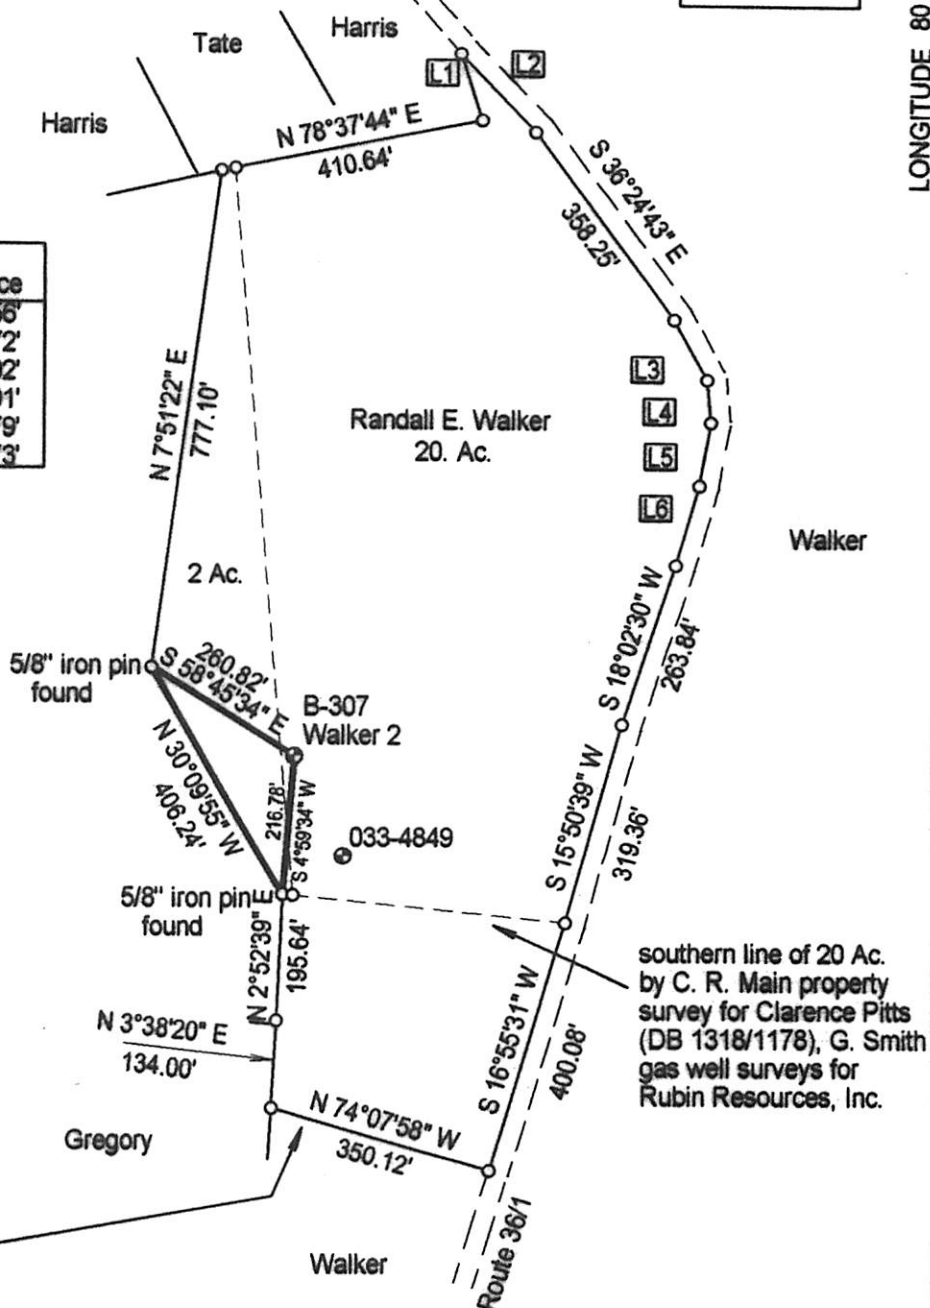 LONGITUDE 80
Harris
Tate
Harris
L1
L2
N 78°37'44" E
410.64'
S 36°24'43" E
358.25'
N 7°51'22" E
777.10'
Randall E. Walker
20. Ac.
L3
L4
L5
L6
Walker
2 Ac.
5/8" iron pin
found
260.82'
S 58°45'34" E
B-307
Walker 2
N 30°09'55" W
406.24'
216.78'
S 4°59'34" W
033-4849
S 18°02'30" W
263.84'
S 15°50'39" W
319.36'
5/8" iron pin
found
N 2°52'39" E
195.64'
southern line of 20 Ac.
by C. R. Main property
survey for Clarence Pitts
(DB 1318/1178), G. Smith
gas well surveys for
Rubin Resources, Inc.
N 3°38'20" E
134.00'
S 16°55'31" W
400.08'
Gregory
N 74°07'58" W
350.12'
Walker
Route 36/1